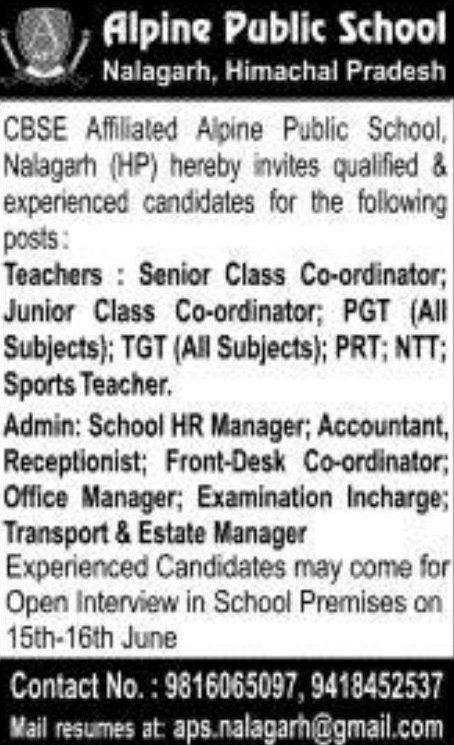 Alpine Public School
Nalagarh, Himachal Pradesh
CBSE Affiliated Alpine Public School,
Nalagarh (HP) hereby invites qualified &
experienced candidates for the following
posts :
Teachers : Senior Class Co-ordinator;
Junior Class Co-ordinator; PGT (All
Subjects); TGT (All Subjects); PRT; NTT;
Sports Teacher.
Admin: School HR Manager; Accountant,
Receptionist; Front-Desk Co-ordinator;
Office Manager; Examination Incharge;
Transport & Estate Manager
Experienced Candidates may come for
Open Interview in School Premises on
15th-16th June
Contact No. : 9816065097, 9418452537
Mail resumes at: aps.nalagarh@gmail.com